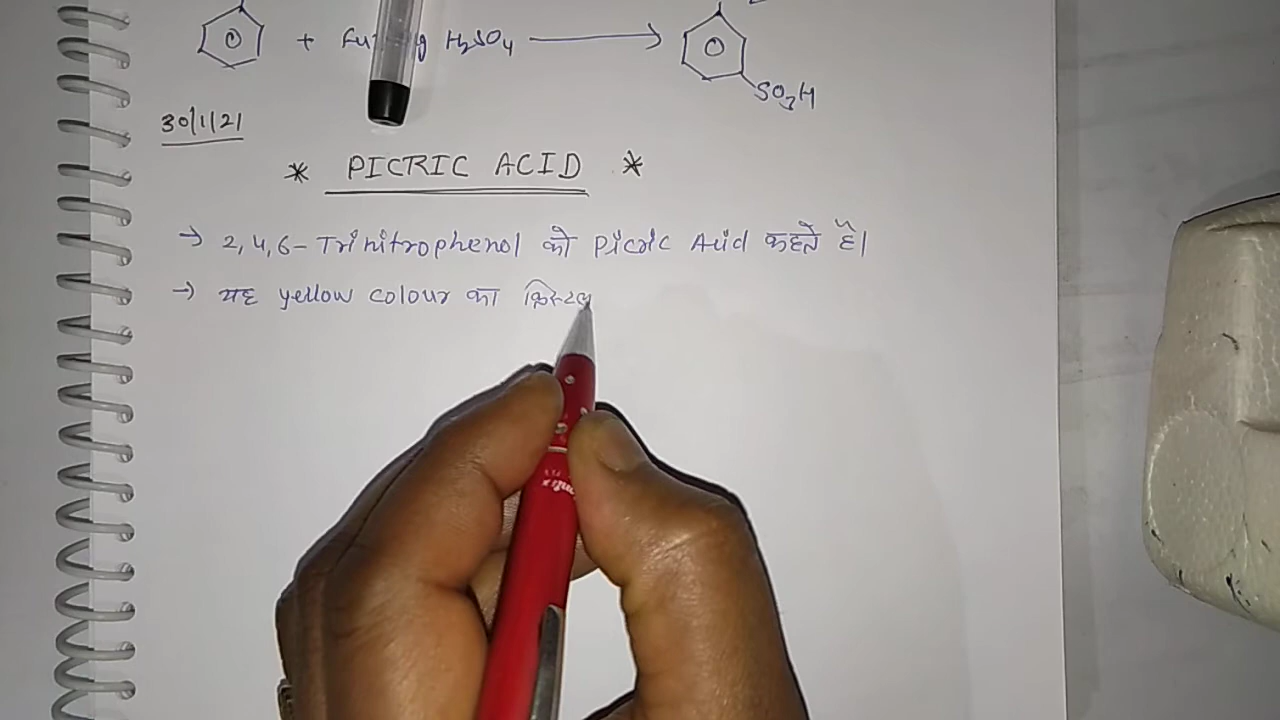 + H₂SO₄ ⟶ SO₃H
30/1/21
* PICRIC ACID *
→ 2,4,6-Trinitrophenol को Picric Acid कहते हैं।
→ यह yellow colour का क्रिस्टल